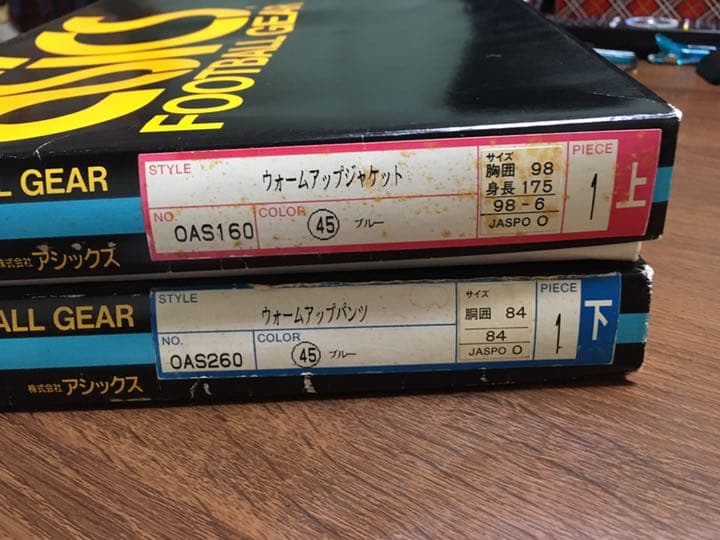 ASICS
FOOTBALL GEAR
LL GEAR
株式会社 アシックス
STYLE
ウォームアップジャケット
NO.
OAS160
COLOR
45 ブルー
サイズ
胸囲 98
身長 175
98-6
JASPO O
PIECE
1
上
ALL GEAR
株式会社 アシックス
STYLE
ウォームアップパンツ
NO.
OAS260
COLOR
45 ブルー
サイズ
胴囲 84
84
JASPO O
PIECE
1
下